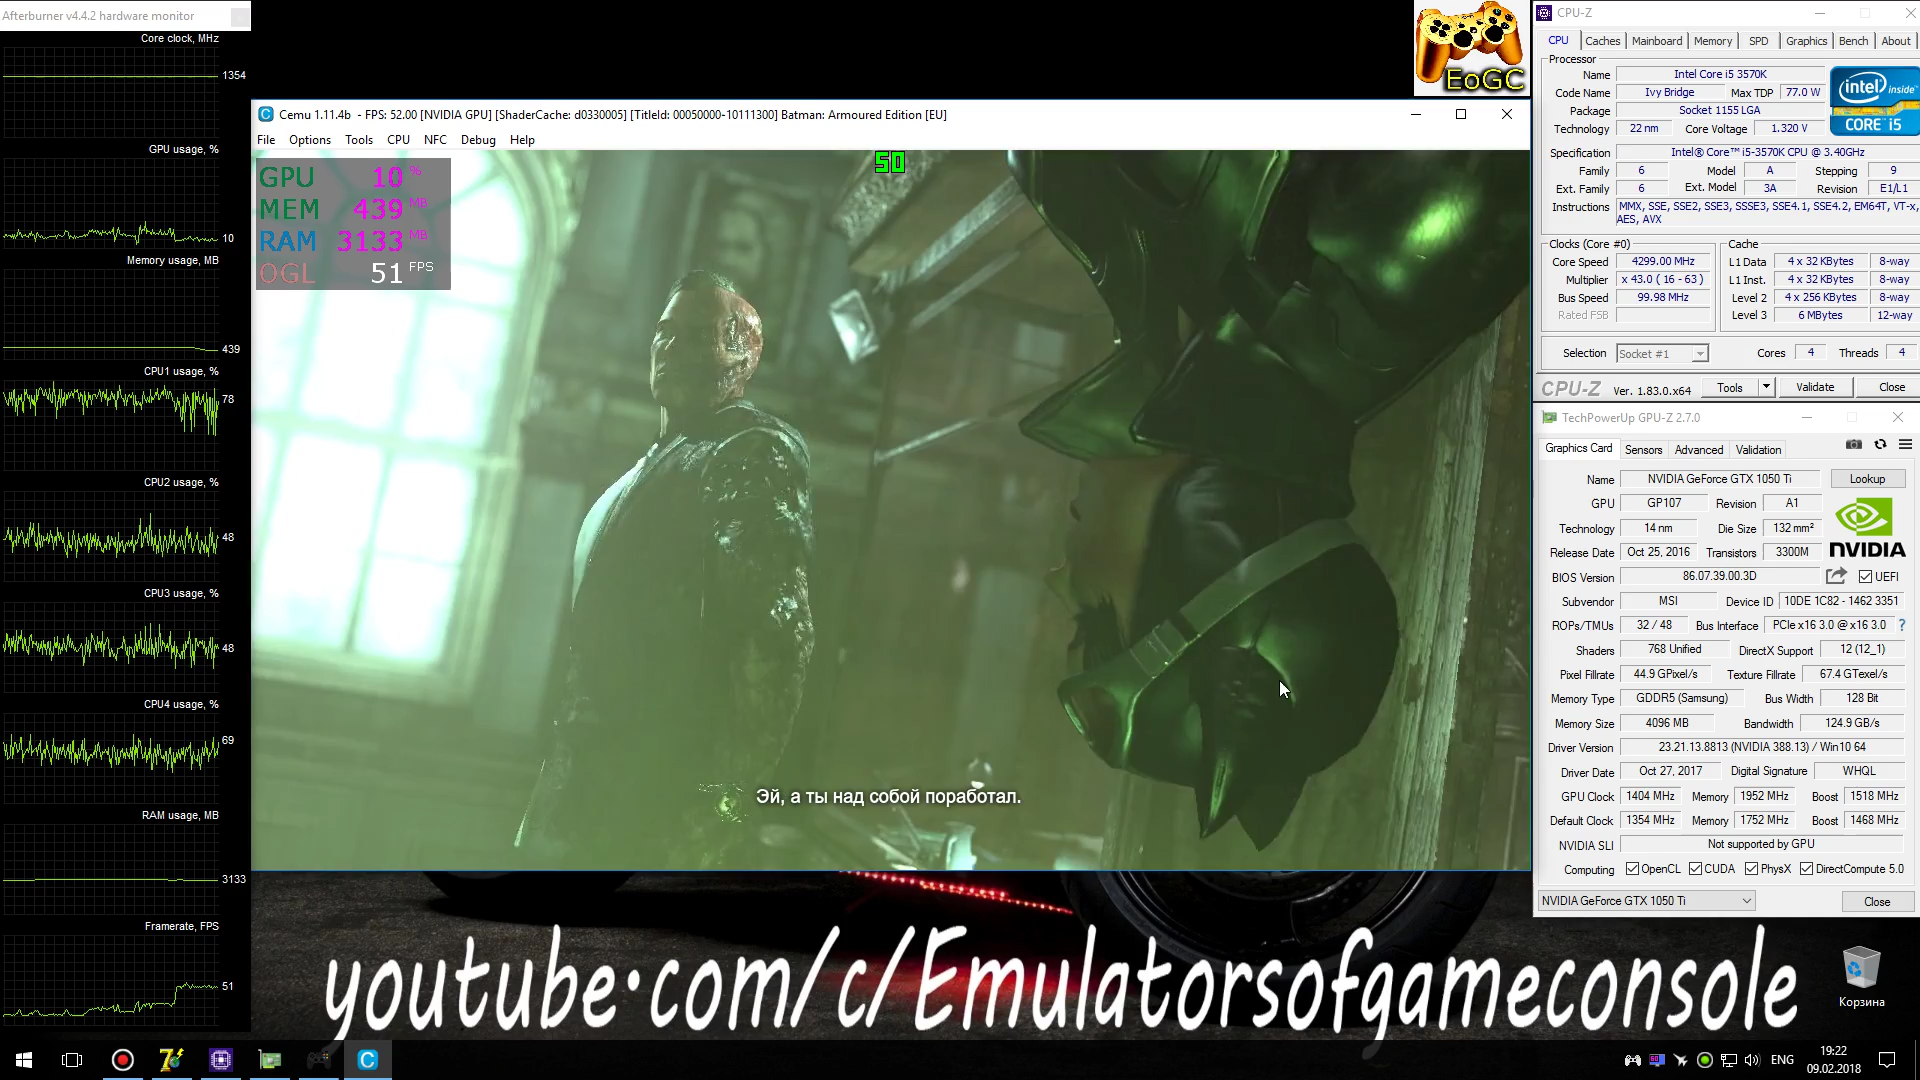 Afterburner v4.4.2 hardware monitor
Core clock, MHz
1354
GPU usage, %
10
Memory usage, MB
439
CPU1 usage, %
78
CPU2 usage, %
48
CPU3 usage, %
48
CPU4 usage, %
69
RAM usage, MB
3133
Framerate, FPS
51
EoGC
Cemu 1.11.4b - FPS: 52.00 [NVIDIA GPU] [ShaderCache: d0330005] [TitleId: 00050000-10111300] Batman: Armoured Edition [EU]
File Options Tools CPU NFC Debug Help
50
GPU 10 %
MEM 439 MB
RAM 3133 MB
OGL 51 FPS
Эй, а ты над собой поработал.
CPU-Z
CPU Caches Mainboard Memory SPD Graphics Bench About
Processor
Name Intel Core i5 3570K
Code Name Ivy Bridge Max TDP 77.0 W
Package Socket 1155 LGA
Technology 22 nm Core Voltage 1.320 V
intel inside™
CORE i5
Specification Intel® Core™ i5-3570K CPU @ 3.40GHz
Family 6 Model A Stepping 9
Ext. Family 6 Ext. Model 3A Revision E1/L1
Instructions MMX, SSE, SSE2, SSE3, SSSE3, SSE4.1, SSE4.2, EM64T, VT-x,
AES, AVX
Clocks (Core #0)
Core Speed 4299.00 MHz
Multiplier x 43.0 ( 16 - 63 )
Bus Speed 99.98 MHz
Rated FSB
Cache
L1 Data 4 x 32 KBytes 8-way
L1 Inst. 4 x 32 KBytes 8-way
Level 2 4 x 256 KBytes 8-way
Level 3 6 MBytes 12-way
Selection Socket #1 Cores 4 Threads 4
CPU-Z Ver. 1.83.0.x64 Tools Validate Close
TechPowerUp GPU-Z 2.7.0
Graphics Card Sensors Advanced Validation
Name NVIDIA GeForce GTX 1050 Ti Lookup
GPU GP107 Revision A1
Technology 14 nm Die Size 132 mm²
Release Date Oct 25, 2016 Transistors 3300M
NVIDIA
BIOS Version 86.07.39.00.3D UEFI
Subvendor MSI Device ID 10DE 1C82 - 1462 3351
ROPs/TMUs 32 / 48 Bus Interface PCIe x16 3.0 @ x16 3.0 ?
Shaders 768 Unified DirectX Support 12 (12_1)
Pixel Fillrate 44.9 GPixel/s Texture Fillrate 67.4 GTexel/s
Memory Type GDDR5 (Samsung) Bus Width 128 Bit
Memory Size 4096 MB Bandwidth 124.9 GB/s
Driver Version 23.21.13.8813 (NVIDIA 388.13) / Win10 64
Driver Date Oct 27, 2017 Digital Signature WHQL
GPU Clock 1404 MHz Memory 1952 MHz Boost 1518 MHz
Default Clock 1354 MHz Memory 1752 MHz Boost 1468 MHz
NVIDIA SLI Not supported by GPU
Computing OpenCL CUDA PhysX DirectCompute 5.0
NVIDIA GeForce GTX 1050 Ti Close
youtube.com/c/Emulatorsofgameconsole
Корзина
ENG
19:22
09.02.2018